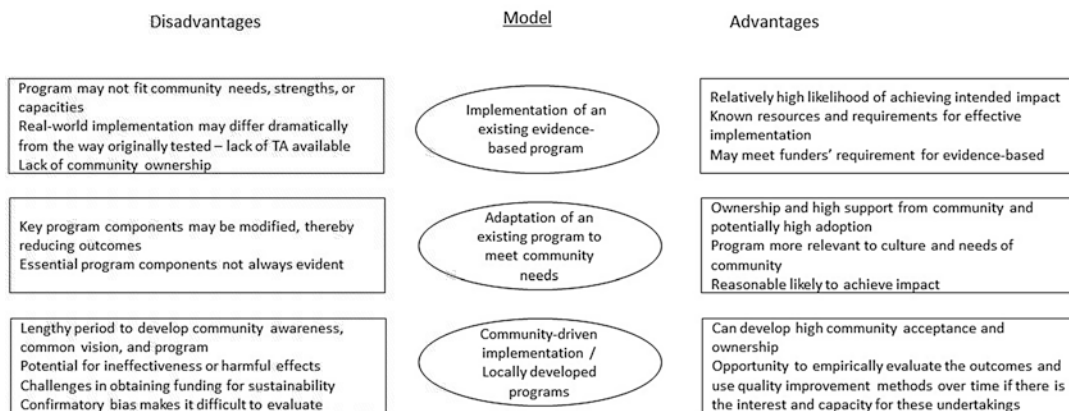 Disadvantages
Model
Advantages
Program may not fit community needs, strengths, or
capacities
Real-world implementation may differ dramatically
from the way originally tested – lack of TA available
Lack of community ownership
Implementation of an
existing evidence-
based program
Relatively high likelihood of achieving intended impact
Known resources and requirements for effective
implementation
May meet funders’ requirement for evidence-based
Key program components may be modified, thereby
reducing outcomes
Essential program components not always evident
Adaptation of an
existing program to
meet community
needs
Ownership and high support from community and
potentially high adoption
Program more relevant to culture and needs of
community
Reasonable likely to achieve impact
Lengthy period to develop community awareness,
common vision, and program
Potential for ineffectiveness or harmful effects
Challenges in obtaining funding for sustainability
Confirmatory bias makes it difficult to evaluate
Community-driven
implementation /
Locally developed
programs
Can develop high community acceptance and
ownership
Opportunity to empirically evaluate the outcomes and
use quality improvement methods over time if there is
the interest and capacity for these undertakings